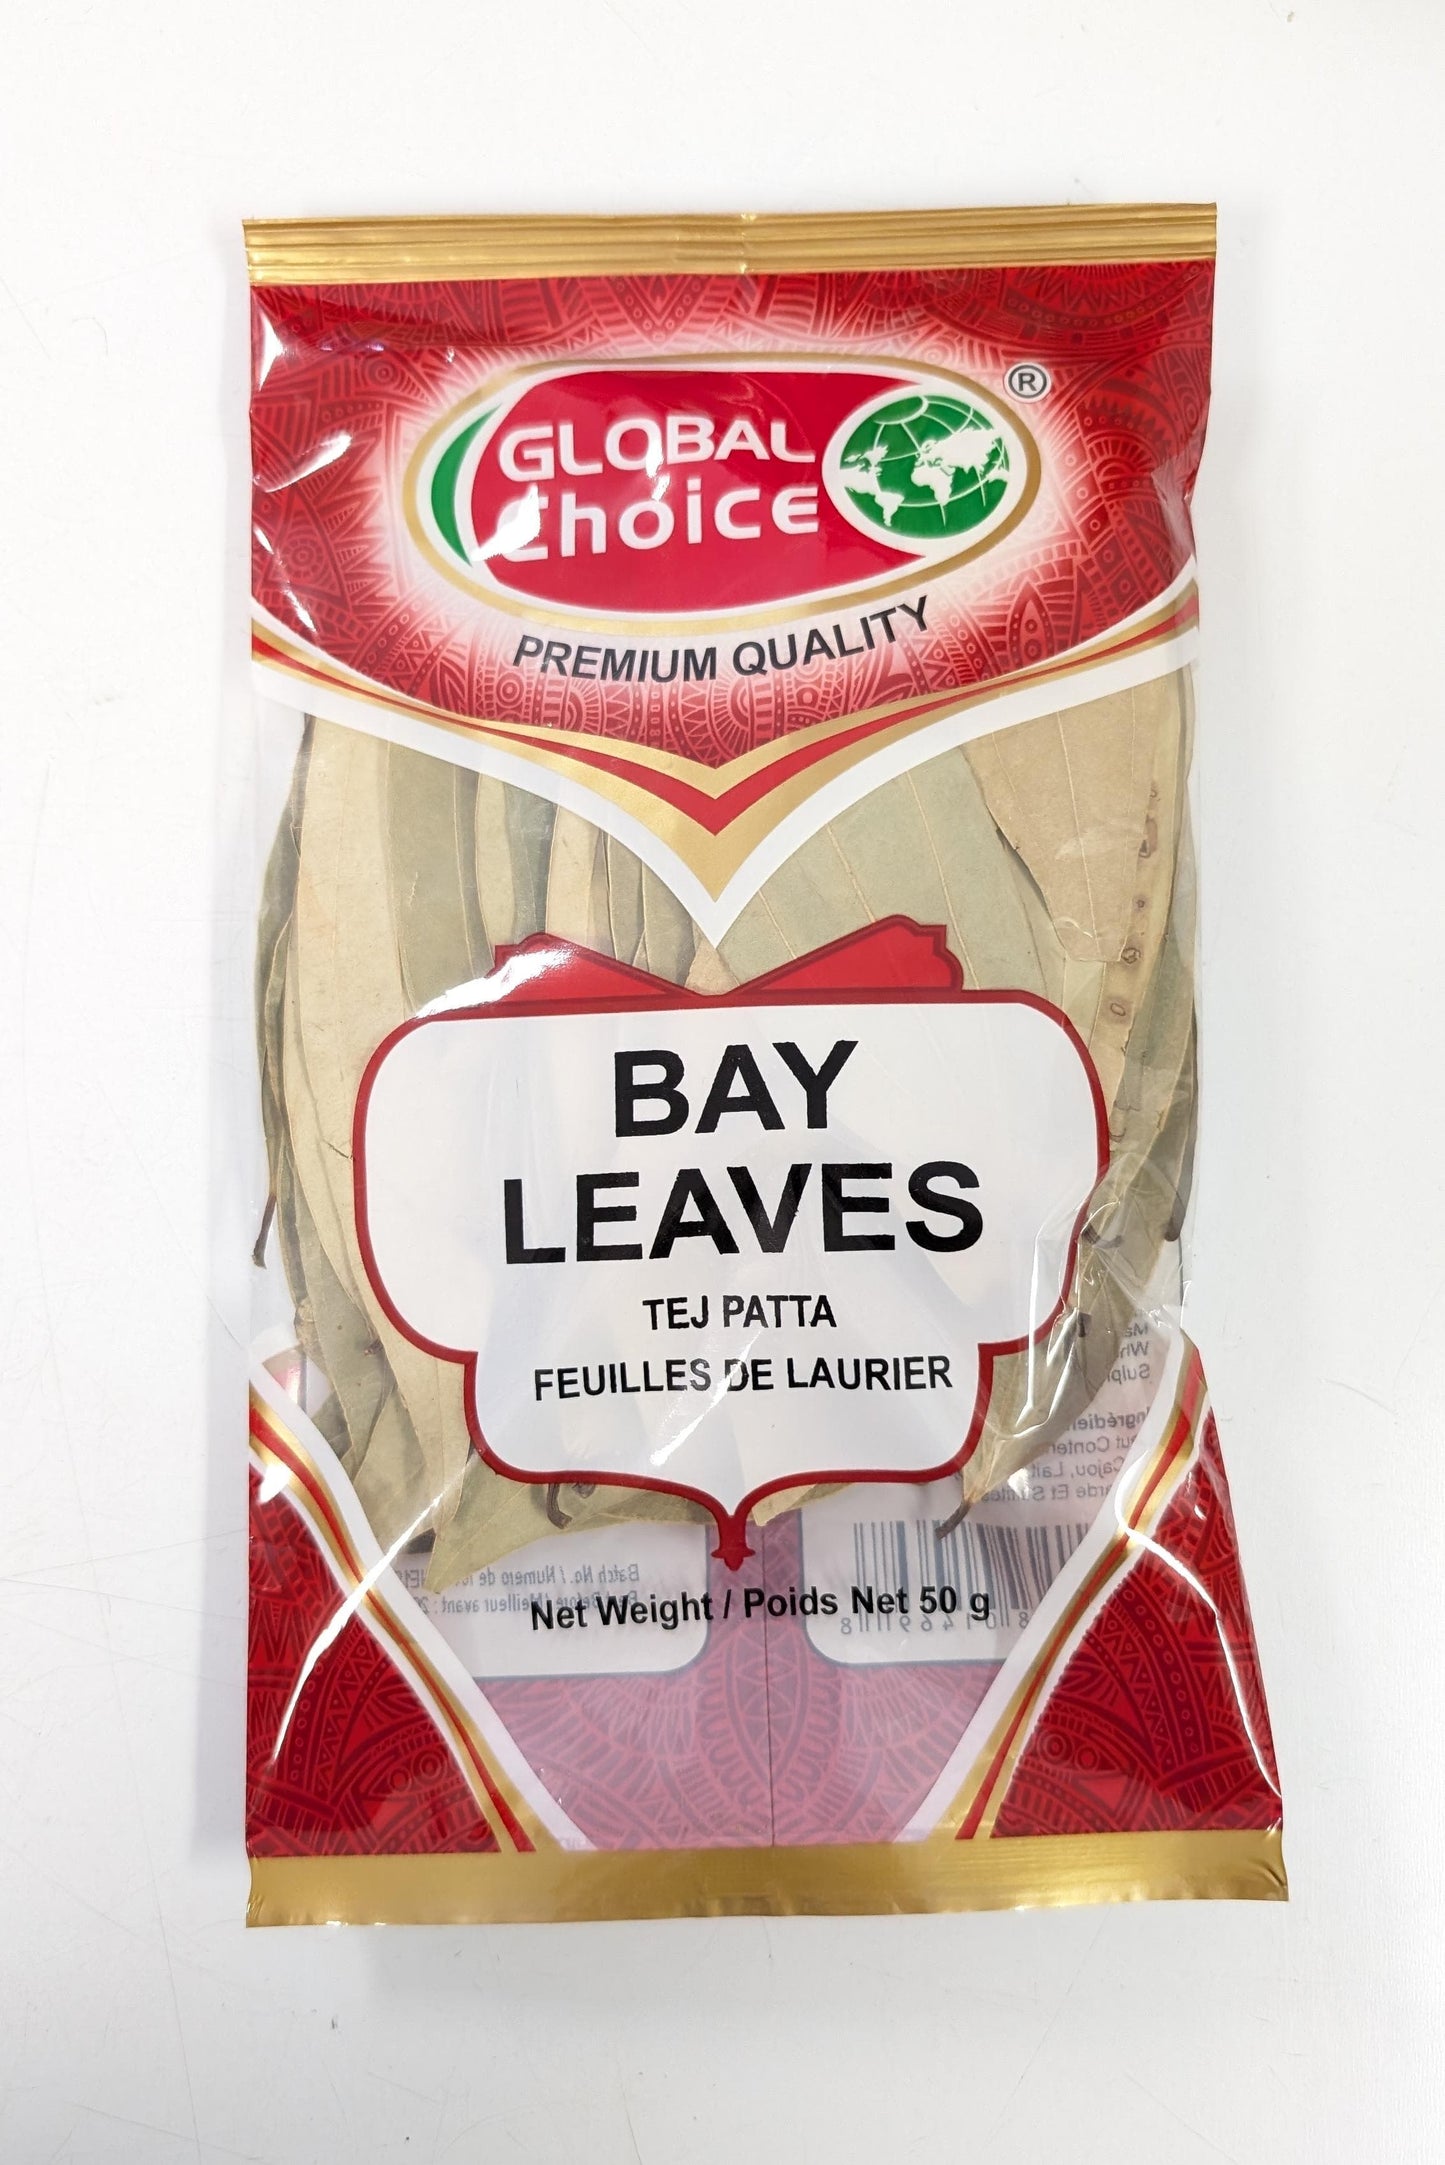 GLOBAL
choice
®
PREMIUM QUALITY
BAY
LEAVES
TEJ PATTA
FEUILLES DE LAURIER
Net Weight / Poids Net 50 g